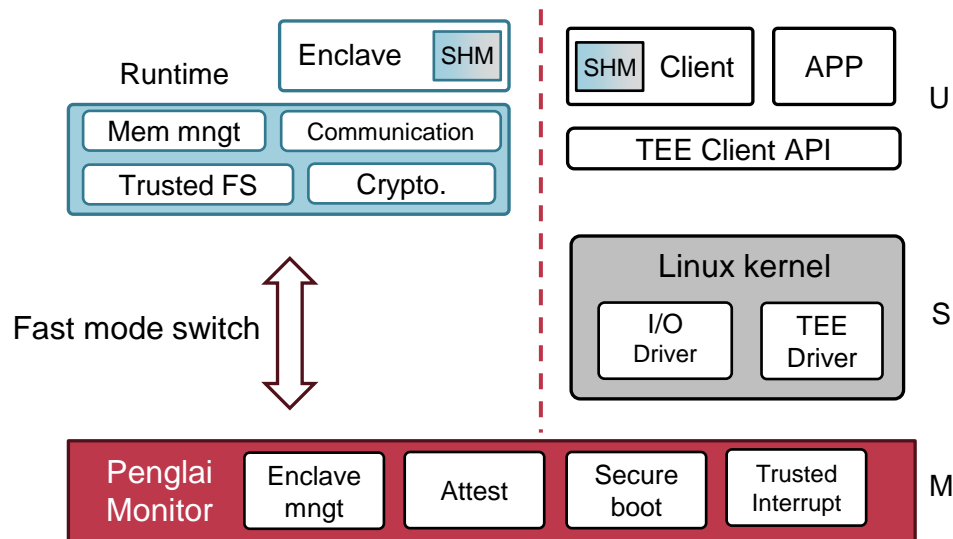 Runtime
Enclave
SHM
Mem mngt
Communication
Trusted FS
Crypto.
Fast mode switch
SHM
Client
APP
TEE Client API
U
Linux kernel
I/O
Driver
TEE
Driver
S
Penglai
Monitor
Enclave
mngt
Attest
Secure
boot
Trusted
Interrupt
M